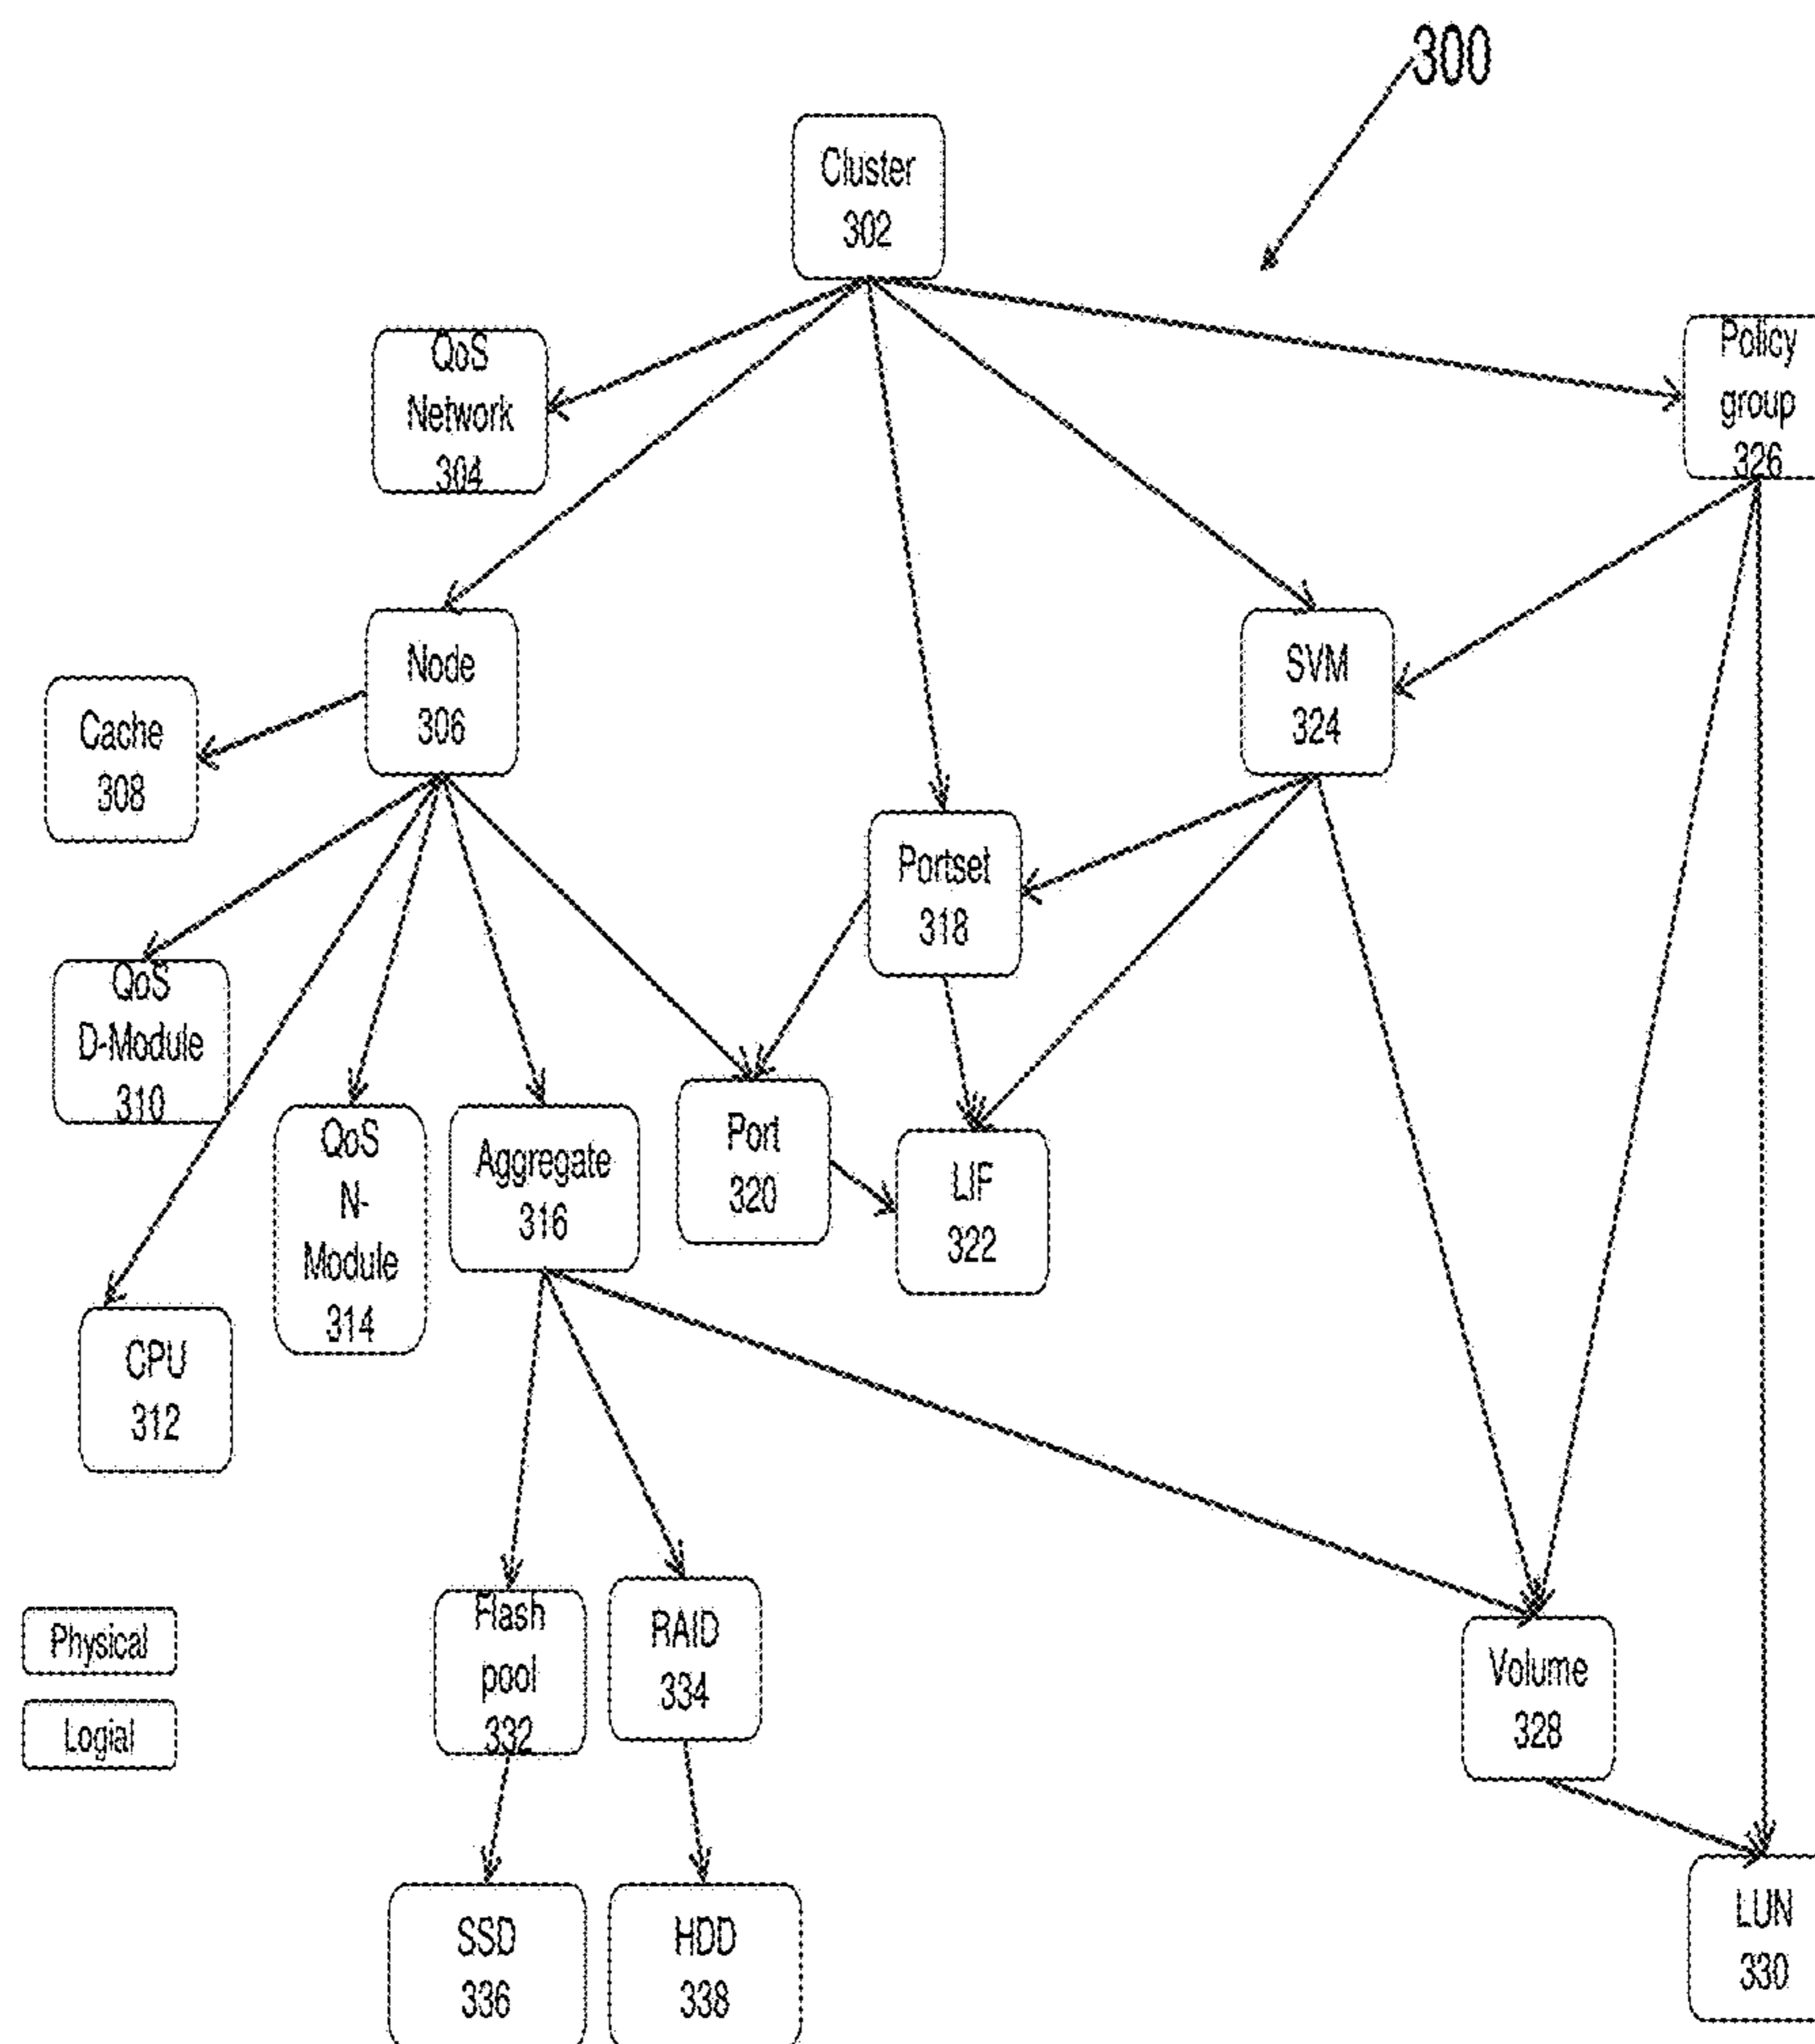 300
Cluster
302
QoS
Network
304
Policy
group
326
Node
306
SVM
324
Cache
308
Portset
318
QoS
D-Module
310
QoS
N-
Module
314
Aggregate
316
Port
320
LIF
322
CPU
312
Physical
Logial
Flash
pool
332
RAID
334
Volume
328
SSD
336
HDD
338
LUN
330